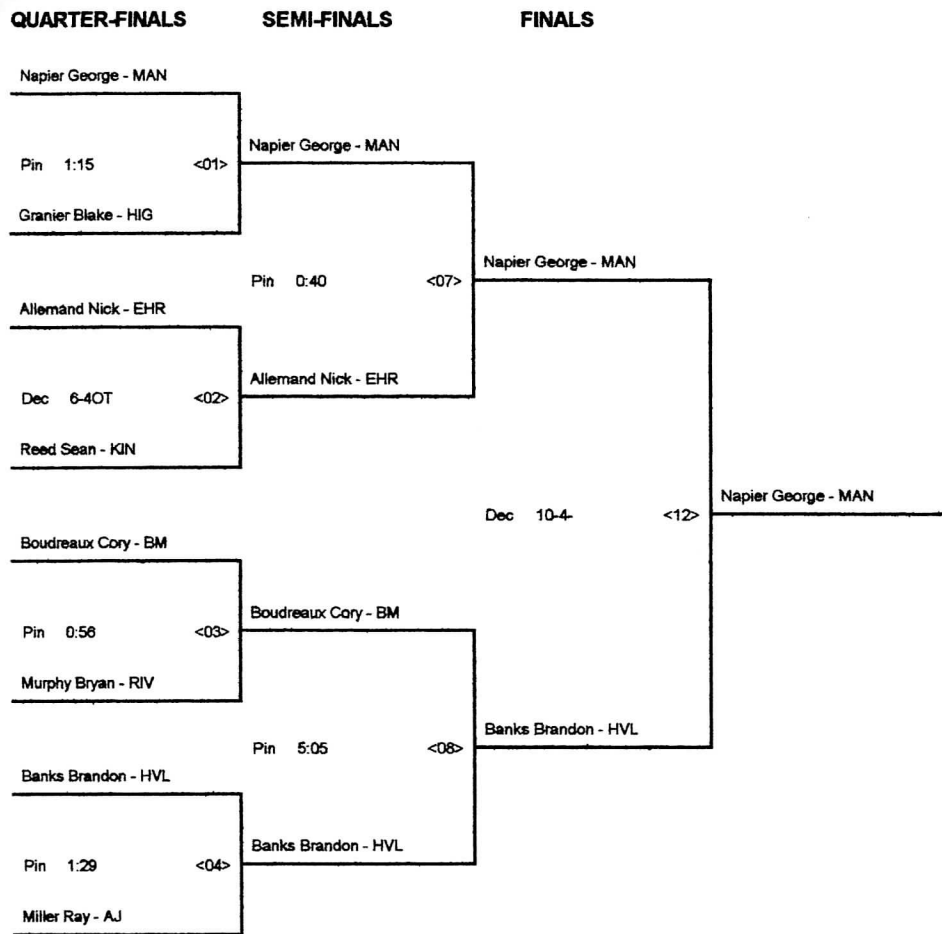 QUARTER-FINALS SEMI-FINALS FINALS
Napier George - MAN
Napier George - MAN
Pin 1:15 <01>
Granier Blake - HIG
Napier George - MAN
Pin 0:40 <07>
Allemand Nick - EHR
Allemand Nick - EHR
Dec 6-4OT <02>
Reed Sean - KIN
Napier George - MAN
Dec 10-4- <12>
Boudreaux Cory - BM
Boudreaux Cory - BM
Pin 0:56 <03>
Murphy Bryan - RIV
Banks Brandon - HVL
Pin 5:05 <08>
Banks Brandon - HVL
Banks Brandon - HVL
Pin 1:29 <04>
Miller Ray - AJ